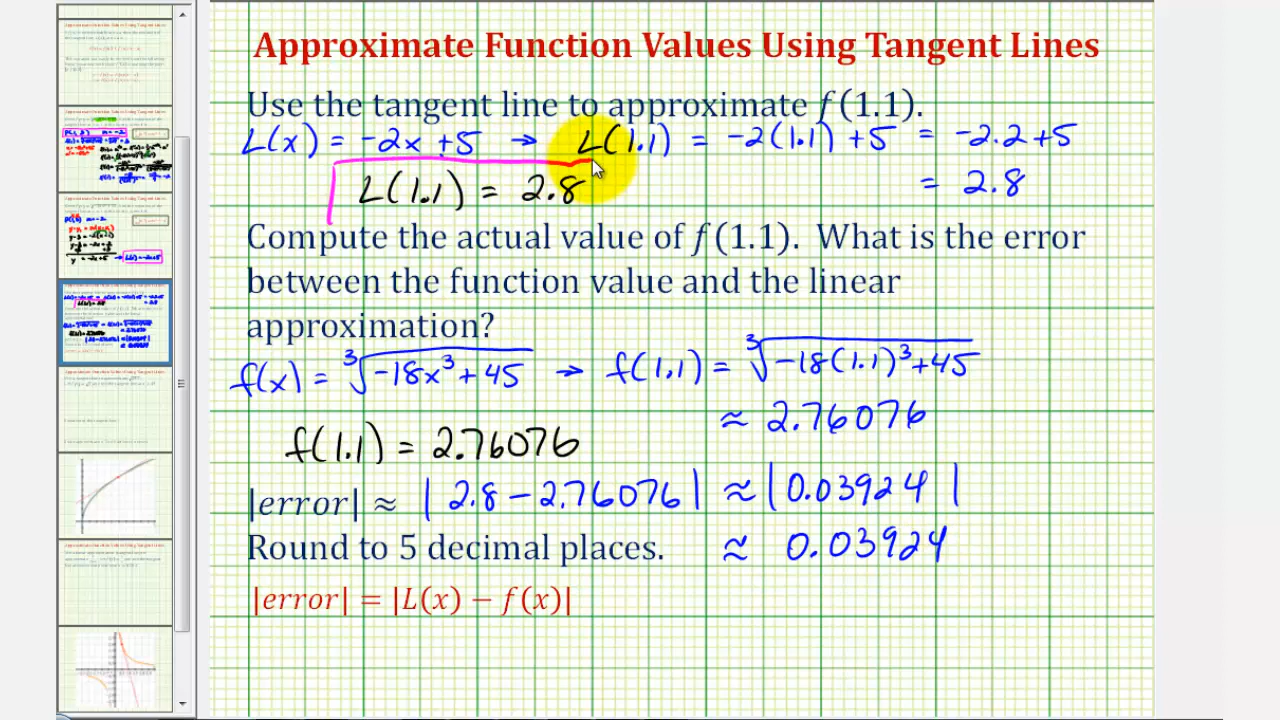 Approximate Function Values Using Tangent Lines
Use the tangent line to approximate f(1.1).
L(x) = -2x + 5 → L(1.1) = -2(1.1) + 5 = -2.2 + 5
L(1.1) = 2.8 = 2.8
Compute the actual value of f(1.1). What is the error
between the function value and the linear
approximation?
f(x) = ∛(-18x³ + 45) → f(1.1) = ∛(-18(1.1)³ + 45)
≈ 2.76076
f(1.1) = 2.76076
|error| ≈ |2.8 - 2.76076| ≈ |0.03924|
Round to 5 decimal places. ≈ 0.03924
|error| = |L(x) − f(x)|